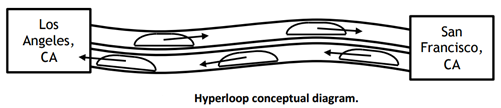 Los
Angeles,
CA
San
Francisco,
CA
Hyperloop conceptual diagram.